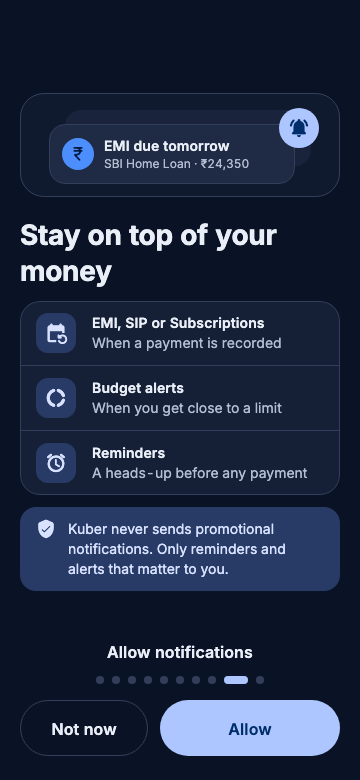 EMI due tomorrow
SBI Home Loan · ₹24,350
₹
Stay on top of your
money
EMI, SIP or Subscriptions
When a payment is recorded
Budget alerts
When you get close to a limit
Reminders
A heads-up before any payment
Kuber never sends promotional
notifications. Only reminders and
alerts that matter to you.
Allow notifications
Not now
Allow